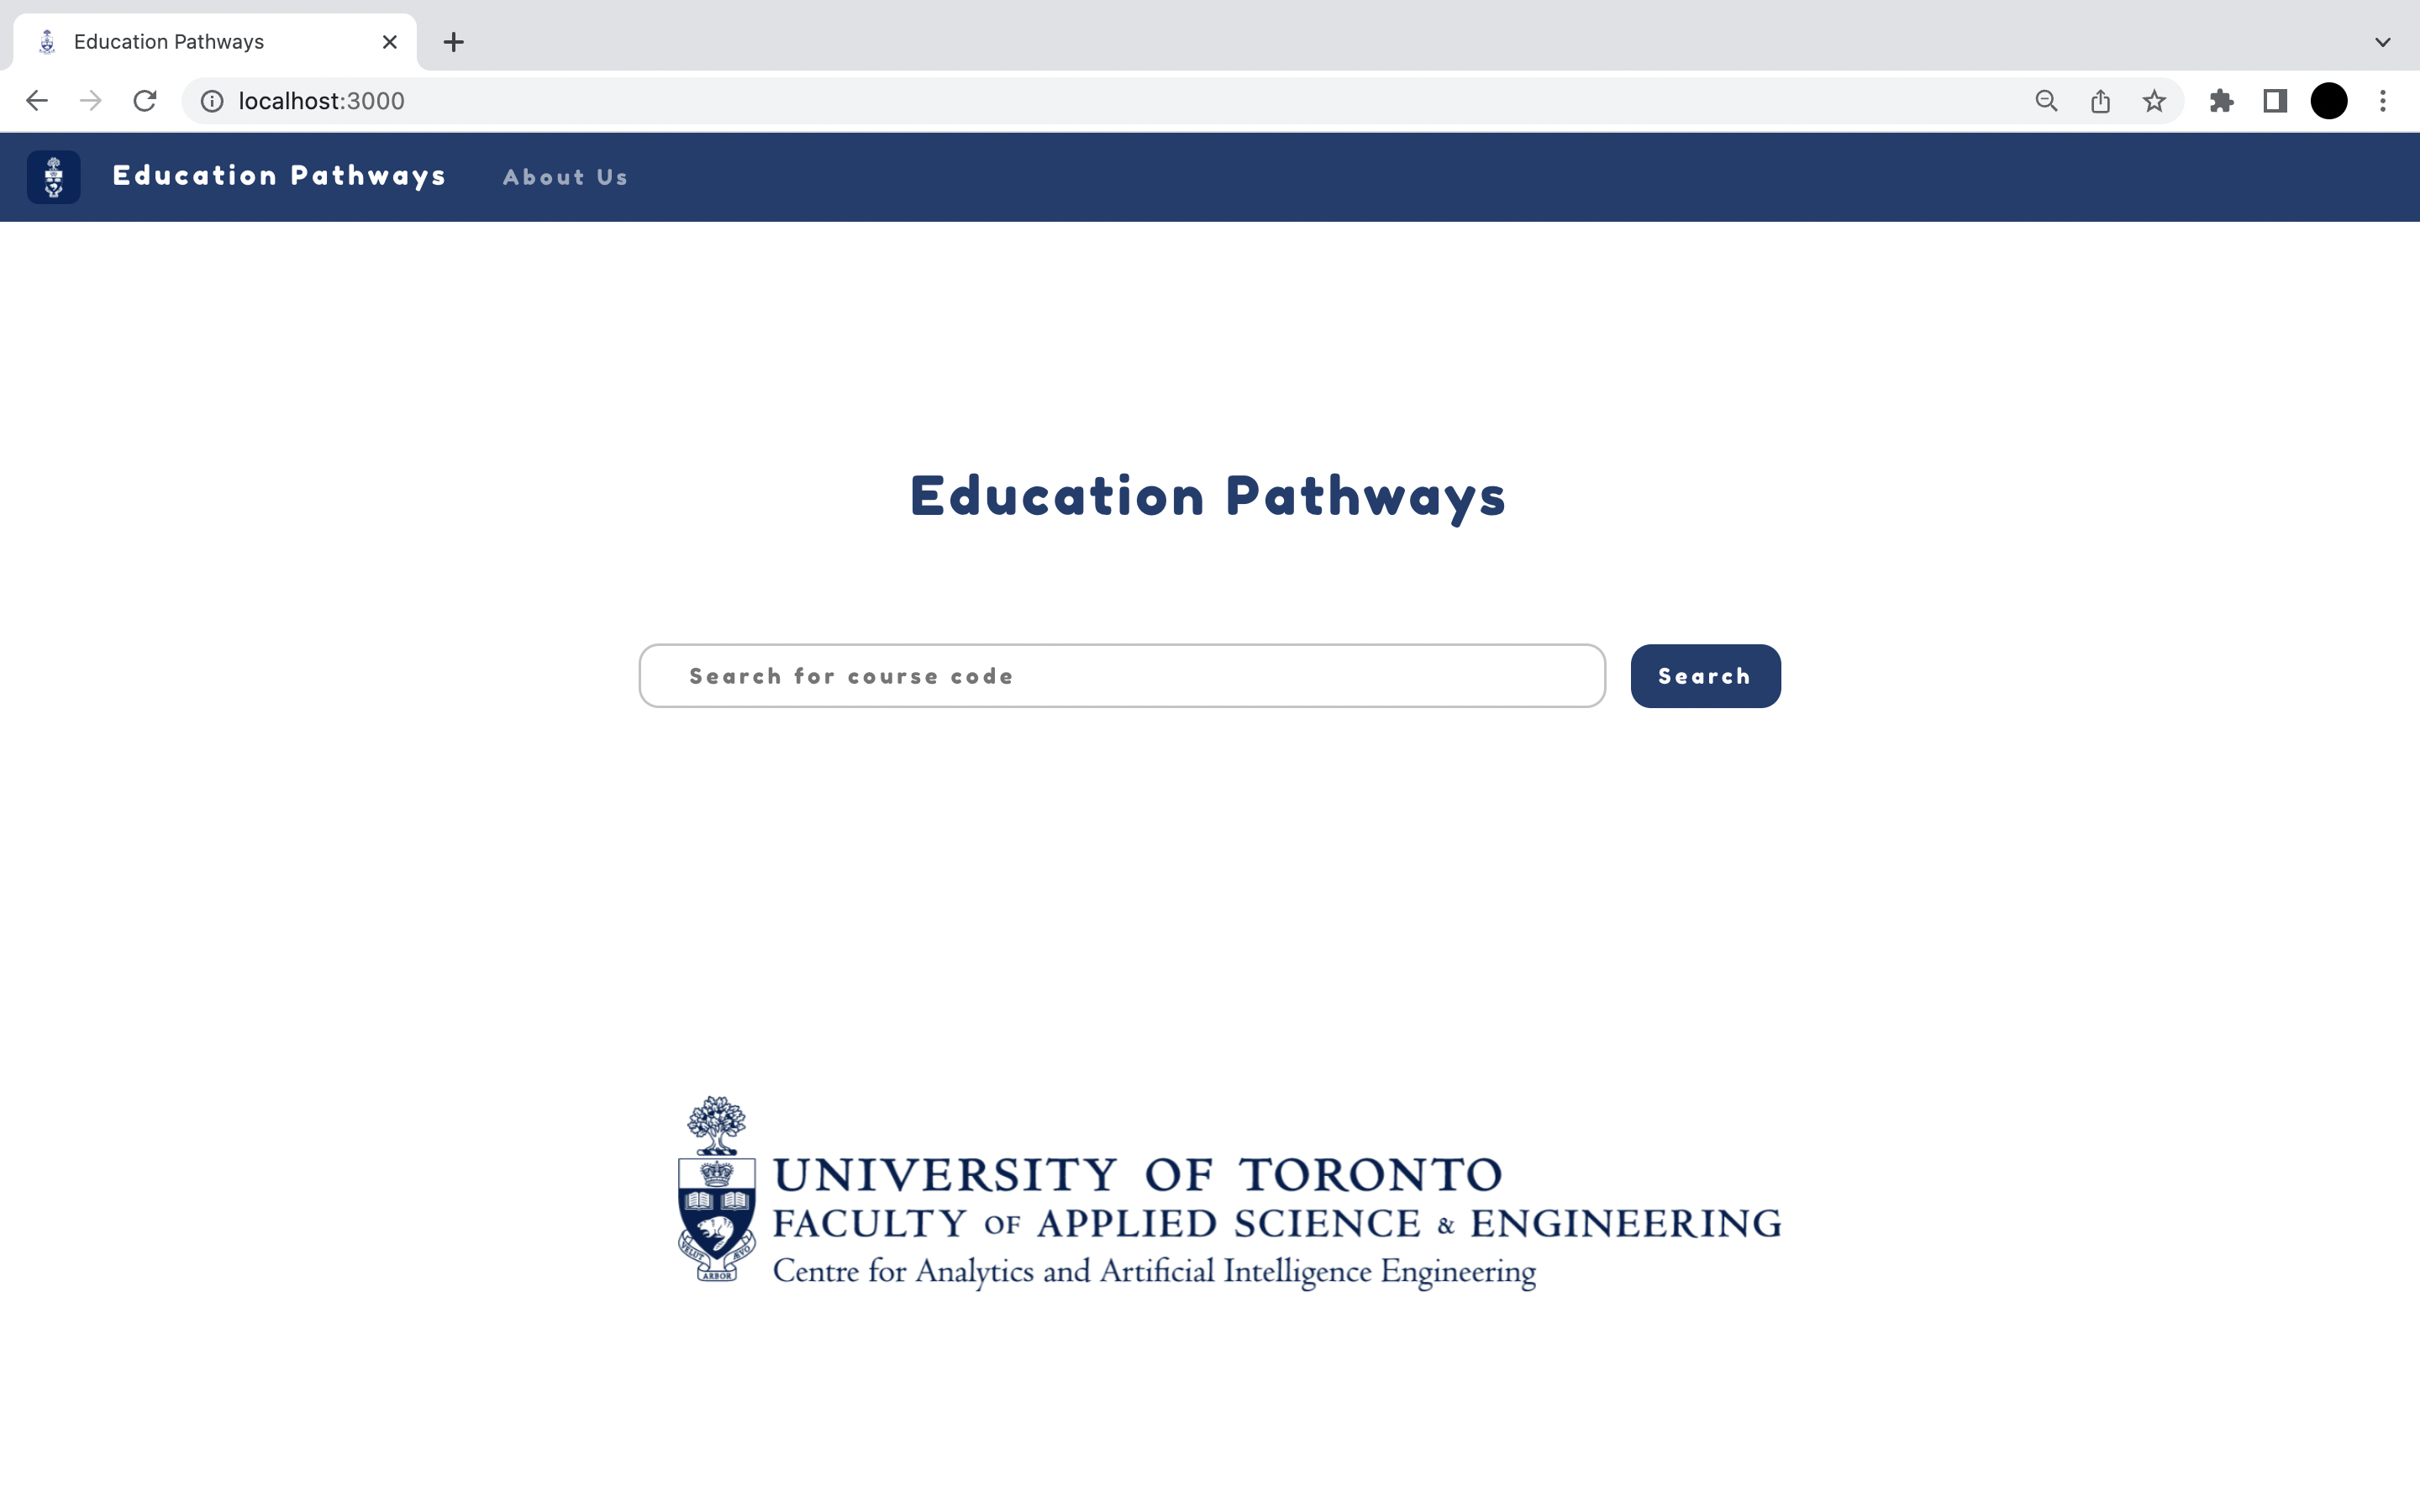 Education Pathways
localhost:3000
Education Pathways About Us
Education Pathways
Search for course code Search
UNIVERSITY OF TORONTO
FACULTY OF APPLIED SCIENCE & ENGINEERING
Centre for Analytics and Artificial Intelligence Engineering
VELUT ARBOR ÆVO